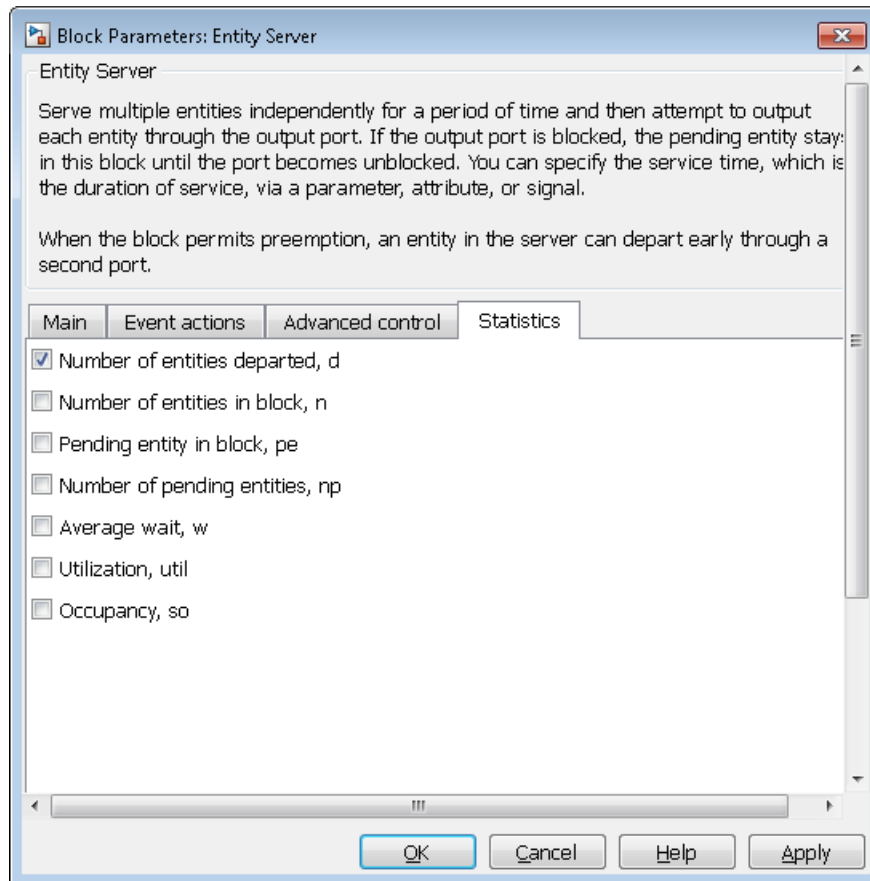 Block Parameters: Entity Server
Entity Server
Serve multiple entities independently for a period of time and then attempt to output
each entity through the output port. If the output port is blocked, the pending entity stay
in this block until the port becomes unblocked. You can specify the service time, which is
the duration of service, via a parameter, attribute, or signal.
When the block permits preemption, an entity in the server can depart early through a
second port.
Main Event actions Advanced control Statistics
Number of entities departed, d
Number of entities in block, n
Pending entity in block, pe
Number of pending entities, np
Average wait, w
Utilization, util
Occupancy, so
OK Cancel Help Apply